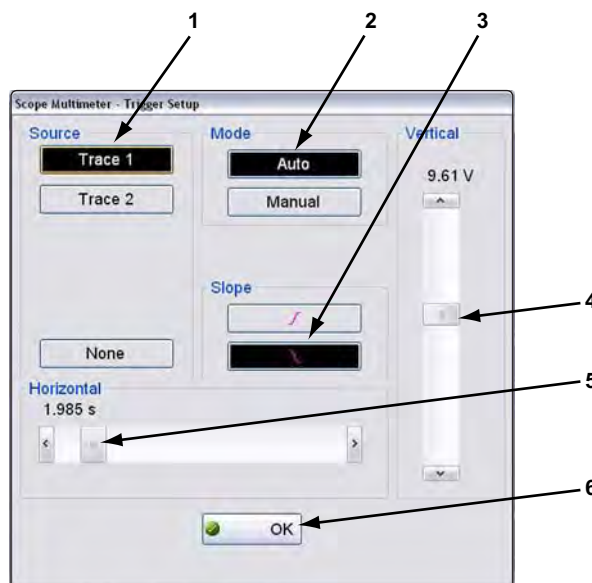 1 2 3
Scope Multimeter - Trigger Setup
Source Mode Vertical
Trace 1 Auto 9.61 V
Trace 2 Manual
Slope
4
None
Horizontal
1.985 s
5
6
OK